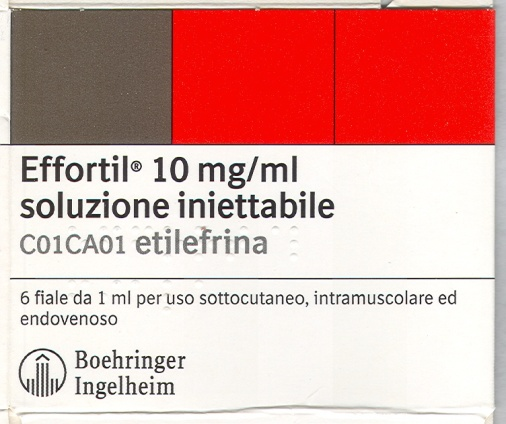 Effortil® 10 mg/ml
soluzione iniettabile
C01CA01 etilefrina
6 fiale da 1 ml per uso sottocutaneo, intramuscolare ed
endovenoso
Boehringer
Ingelheim